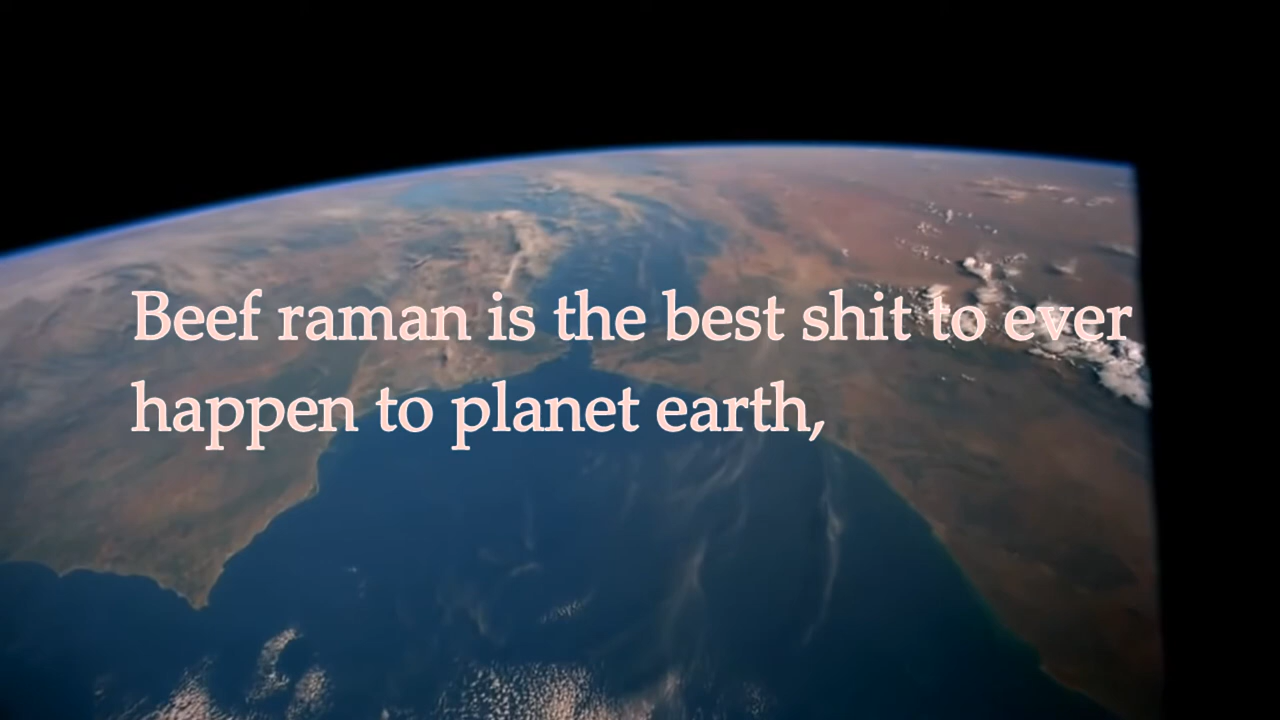 Beef raman is the best shit to ever
happen to planet earth,